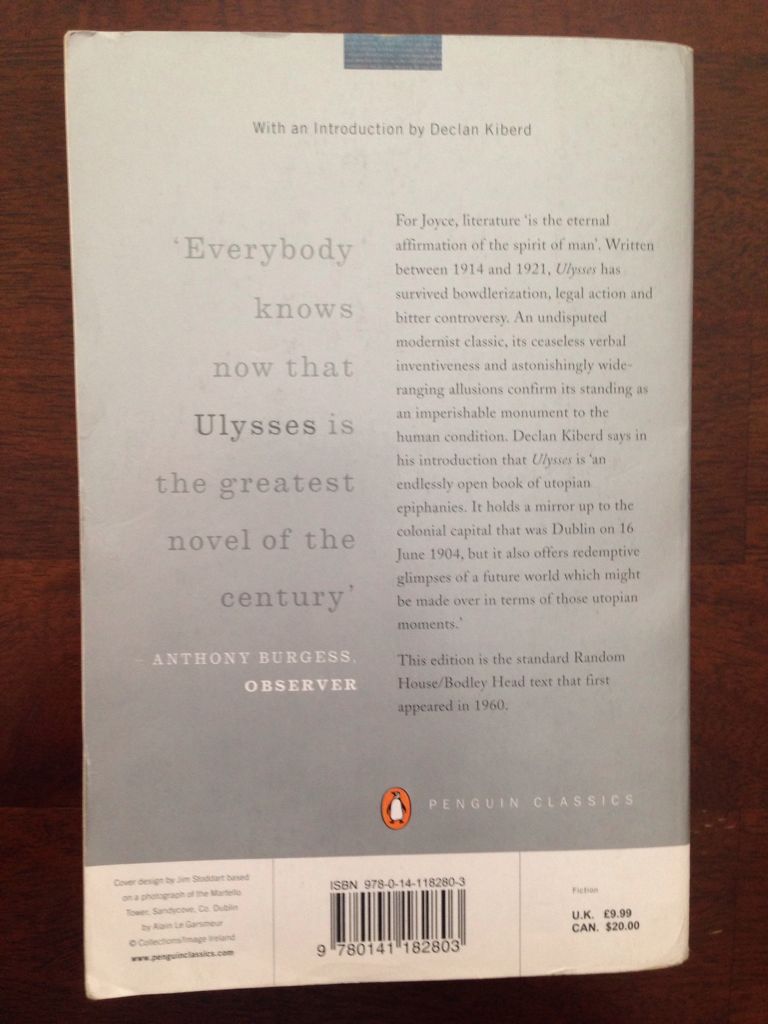 With an Introduction by Declan Kiberd
'Everybody
knows
now that
Ulysses is
the greatest
novel of the
century'
– ANTHONY BURGESS,
OBSERVER
For Joyce, literature 'is the eternal
affirmation of the spirit of man'. Written
between 1914 and 1921, Ulysses has
survived bowdlerization, legal action and
bitter controversy. An undisputed
modernist classic, its ceaseless verbal
inventiveness and astonishingly wide-
ranging allusions confirm its standing as
an imperishable monument to the
human condition. Declan Kiberd says in
his introduction that Ulysses is 'an
endlessly open book of utopian
epiphanies. It holds a mirror up to the
colonial capital that was Dublin on 16
June 1904, but it also offers redemptive
glimpses of a future world which might
be made over in terms of those utopian
moments.'
This edition is the standard Random
House/Bodley Head text that first
appeared in 1960.
PENGUIN CLASSICS
Cover design by Jim Stoddart based
on a photograph of the Martello
Tower, Sandycove, Co. Dublin
by Alain Le Garsmeur
© Collections/Image Ireland
www.penguinclassics.com
ISBN 978-0-14-118280-3
9 780141 182803
Fiction
U.K. £9.99
CAN. $20.00